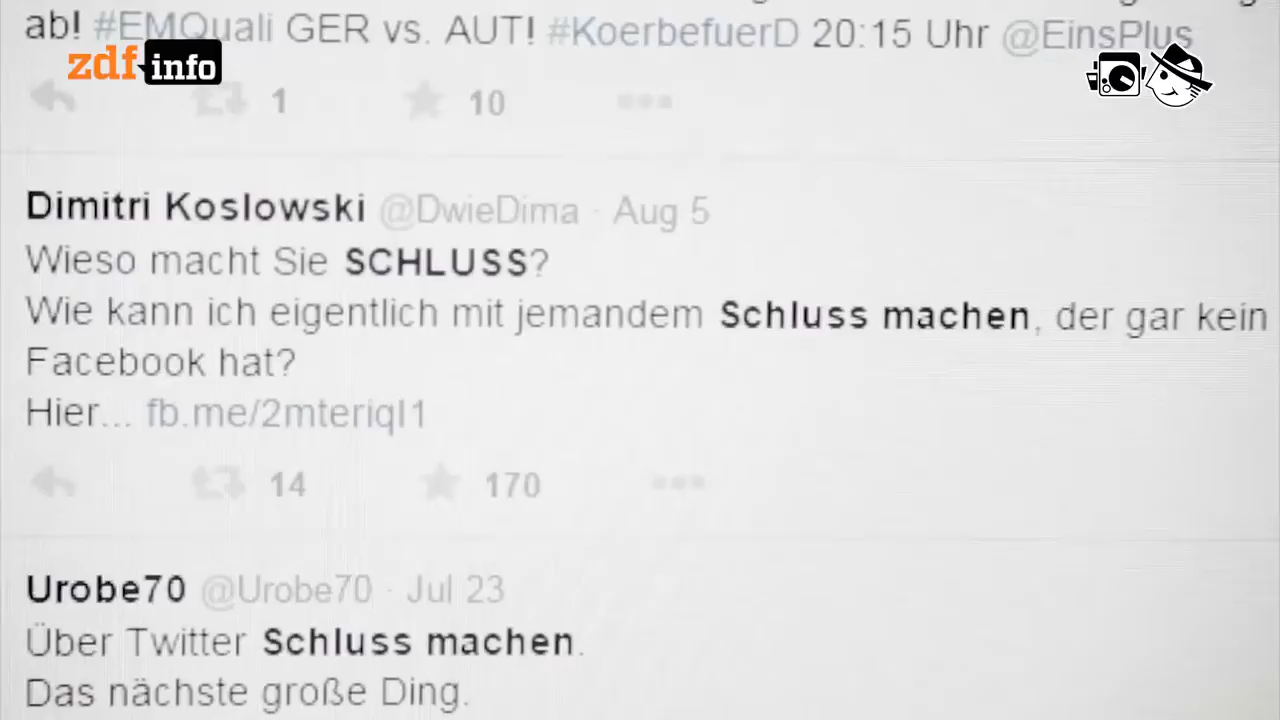 ab! #EMQuali GER vs. AUT! #KoerbefuerD 20:15 Uhr @EinsPlus
zdf info
1 10
Dimitri Koslowski @DwieDima · Aug 5
Wieso macht Sie SCHLUSS?
Wie kann ich eigentlich mit jemandem Schluss machen, der gar kein
Facebook hat?
Hier... fb.me/2mteriql1
14 170
Urobe70 @Urobe70 · Jul 23
Über Twitter Schluss machen.
Das nächste große Ding.